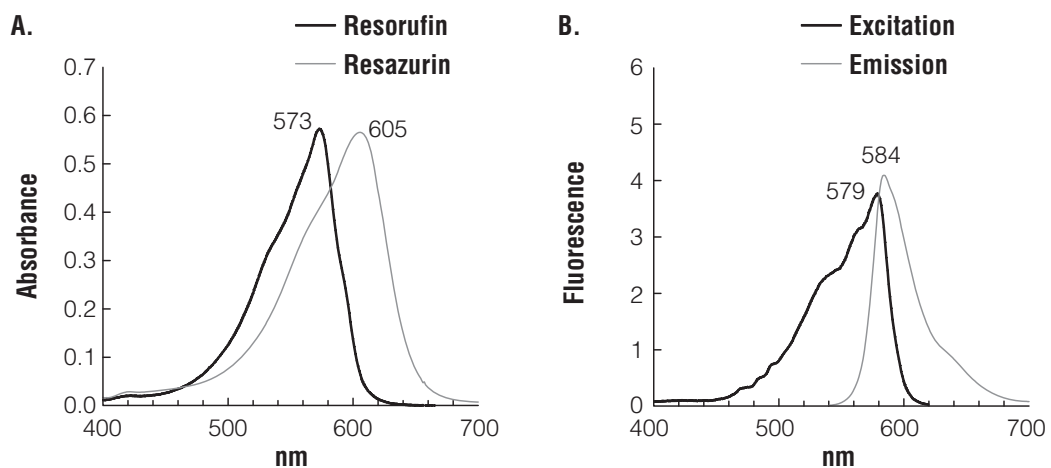 A.
Resorufin
Resazurin
0.7
0.6
0.5
0.4
0.3
0.2
0.1
0.0
Absorbance
573
605
400
500
600
700
nm
B.
Excitation
Emission
6
5
4
3
2
1
0
Fluorescence
584
579
400
500
600
700
nm